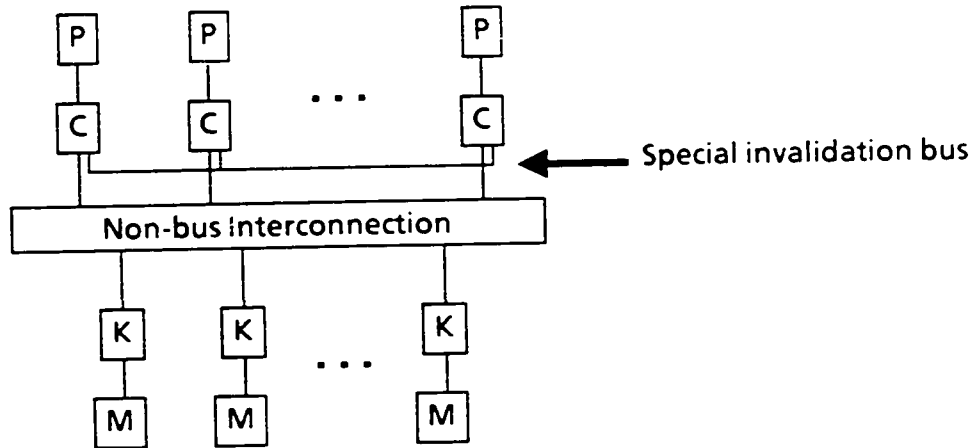 P P P
. . .
C C C
Special invalidation bus
Non-bus Interconnection
K K K
. . .
M M M